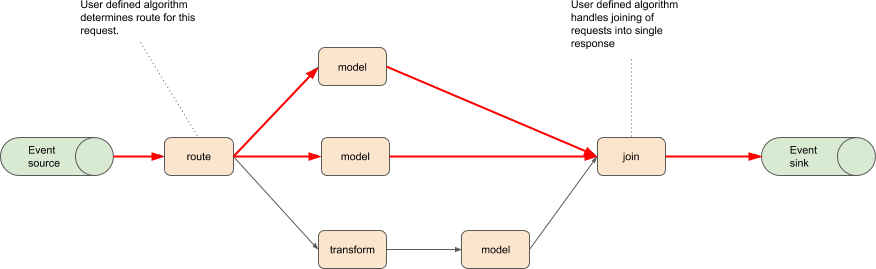 User defined algorithm
determines route for this
request.
User defined algorithm
handles joining of
requests into single
response
model
Event
source
route
model
join
Event
sink
transform
model